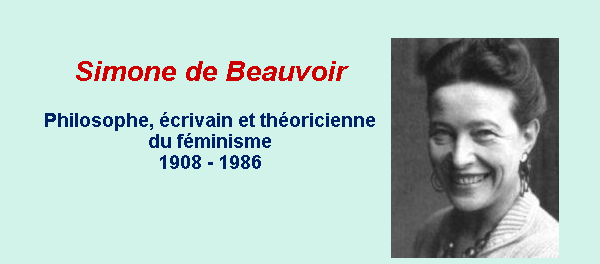 Simone de Beauvoir
Philosophe, écrivain et théoricienne
du féminisme
1908 - 1986